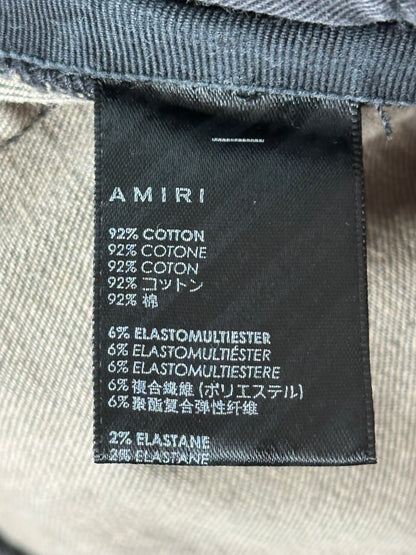 AMIRI
92% COTTON
92% COTONE
92% COTON
92% コットン
92% 棉
6% ELASTOMULTIESTER
6% ELASTOMULTIÉSTER
6% ELASTOMULTIESTERE
6% 複合繊維 (ポリエステル)
6% 聚酯复合弹性纤维
2% ELASTANE
2% ELASTANE